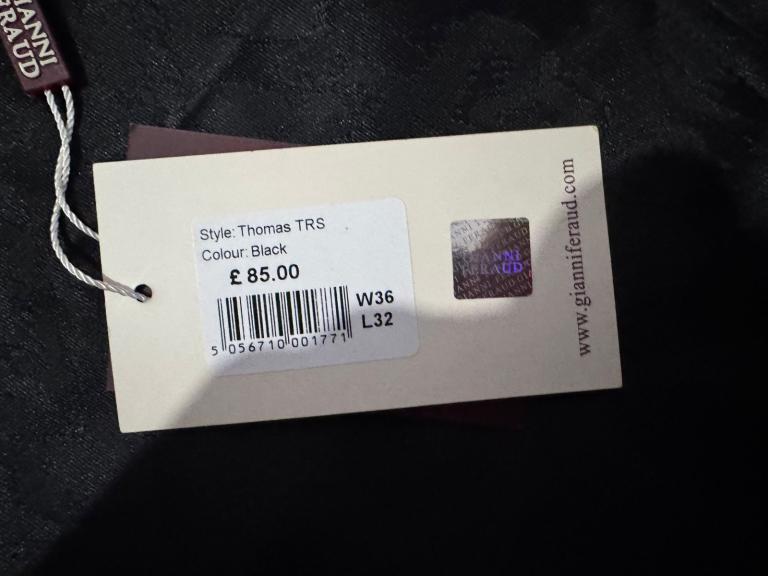 GIANNI
FERAUD
Style: Thomas TRS
Colour: Black
£ 85.00
W36
L32
5 056710 001771
GIANNI
FERAUD
www.gianniferaud.com